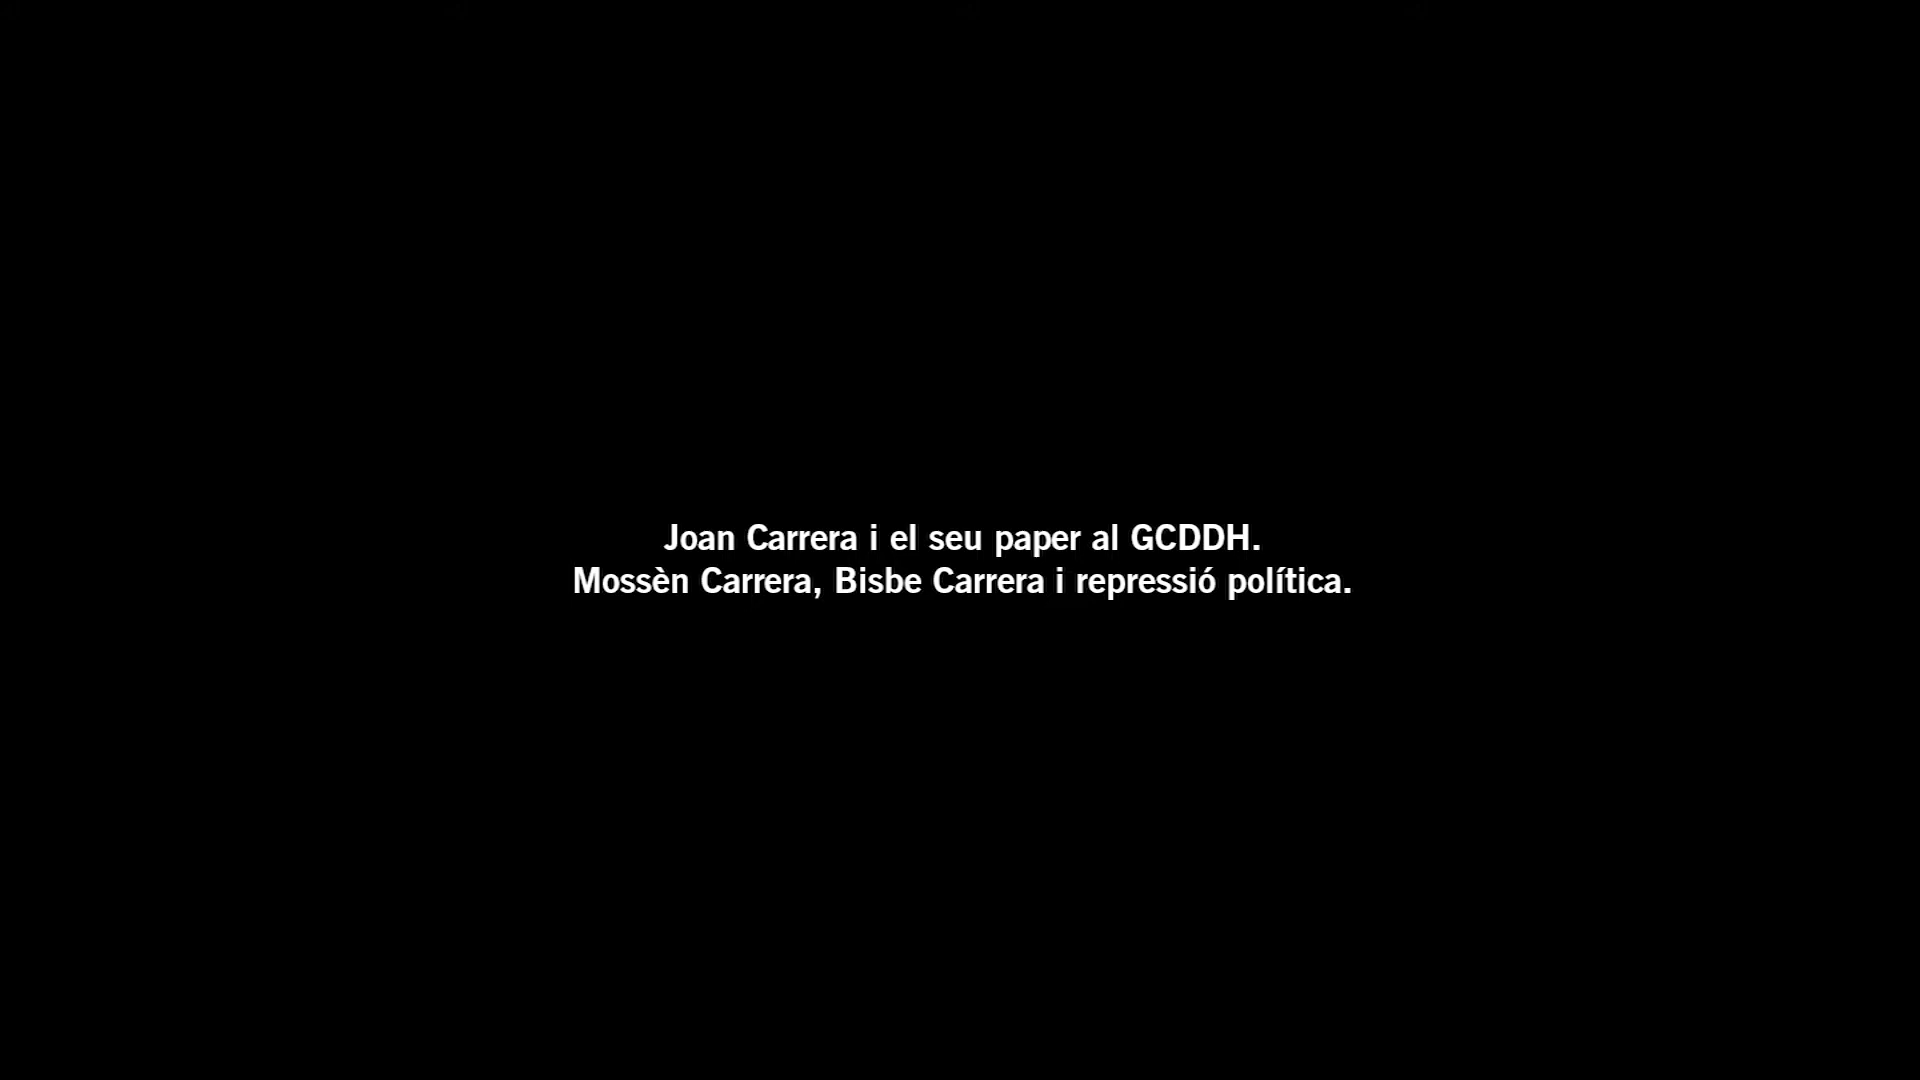 Joan Carrera i el seu paper al GCDDH.
Mossèn Carrera, Bisbe Carrera i repressió política.